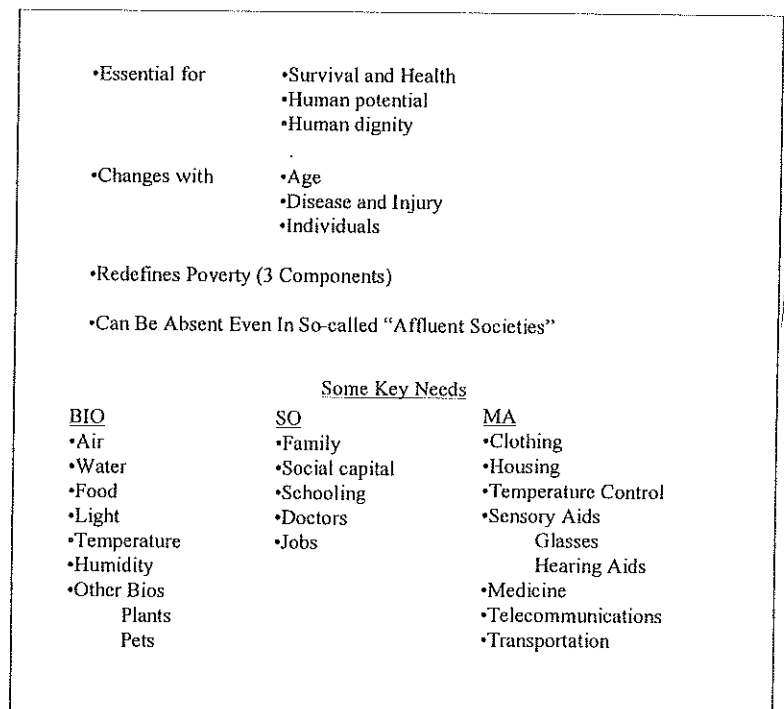 •Essential for •Survival and Health
•Human potential
•Human dignity
•Changes with •Age
•Disease and Injury
•Individuals
•Redefines Poverty (3 Components)
•Can Be Absent Even In So-called “Affluent Societies”
Some Key Needs
BIO SO MA
•Air •Family •Clothing
•Water •Social capital •Housing
•Food •Schooling •Temperature Control
•Light •Doctors •Sensory Aids
•Temperature •Jobs Glasses
•Humidity Hearing Aids
•Other Bios •Medicine
Plants •Telecommunications
Pets •Transportation